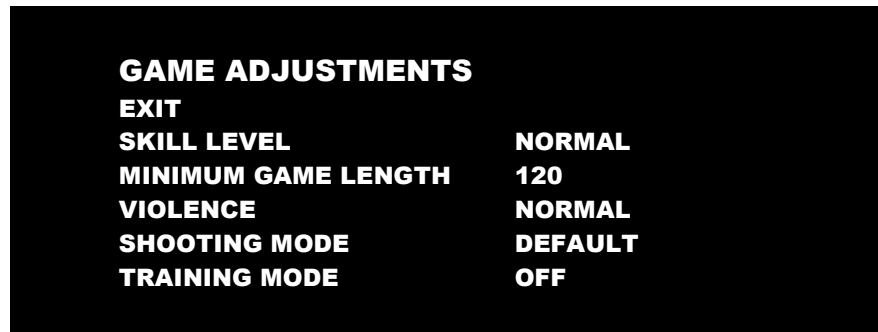 GAME ADJUSTMENTS
EXIT
SKILL LEVEL NORMAL
MINIMUM GAME LENGTH 120
VIOLENCE NORMAL
SHOOTING MODE DEFAULT
TRAINING MODE OFF